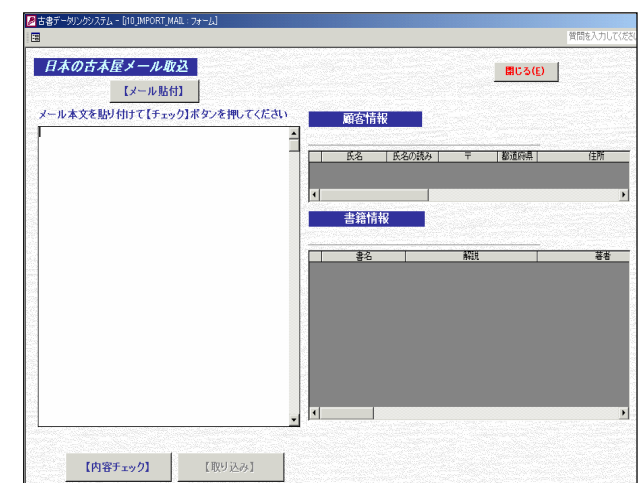 古書データリンクシステム - [j10_IMPORT_MAIL : フォーム]
質問を入力してくださ
日本の古本屋メール取込
閉じる(E)
【メール貼付】
メール本文を貼り付けて【チェック】ボタンを押してください
顧客情報
氏名 氏名の読み 〒 都道府県 住所
書籍情報
書名 解説 著者
【内容チェック】 【取り込み】